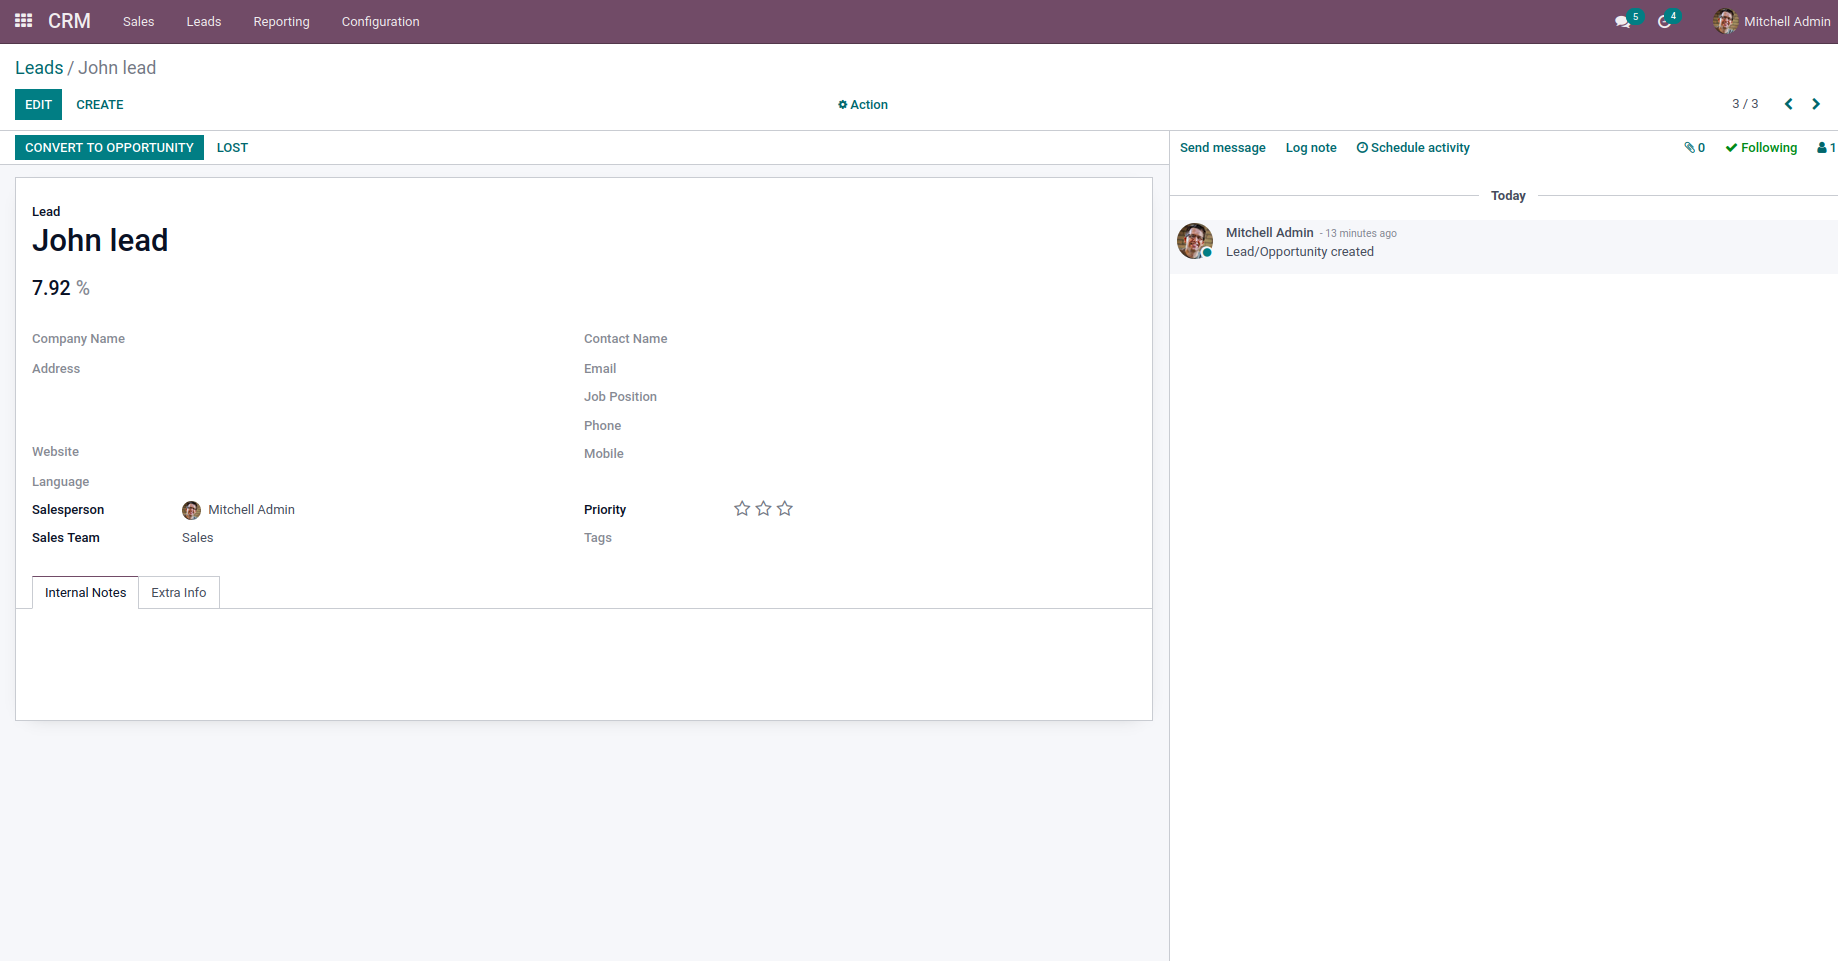 CRM Sales Leads Reporting Configuration 5 4 Mitchell Admin
Leads / John lead
EDIT CREATE Action 3 / 3
CONVERT TO OPPORTUNITY LOST
Send message Log note Schedule activity 0 Following 1
Lead
John lead
7.92 %
Company Name
Address
Website
Language
Salesperson Mitchell Admin
Sales Team Sales
Contact Name
Email
Job Position
Phone
Mobile
Priority
Tags
Internal Notes Extra Info
Today
Mitchell Admin - 13 minutes ago
Lead/Opportunity created